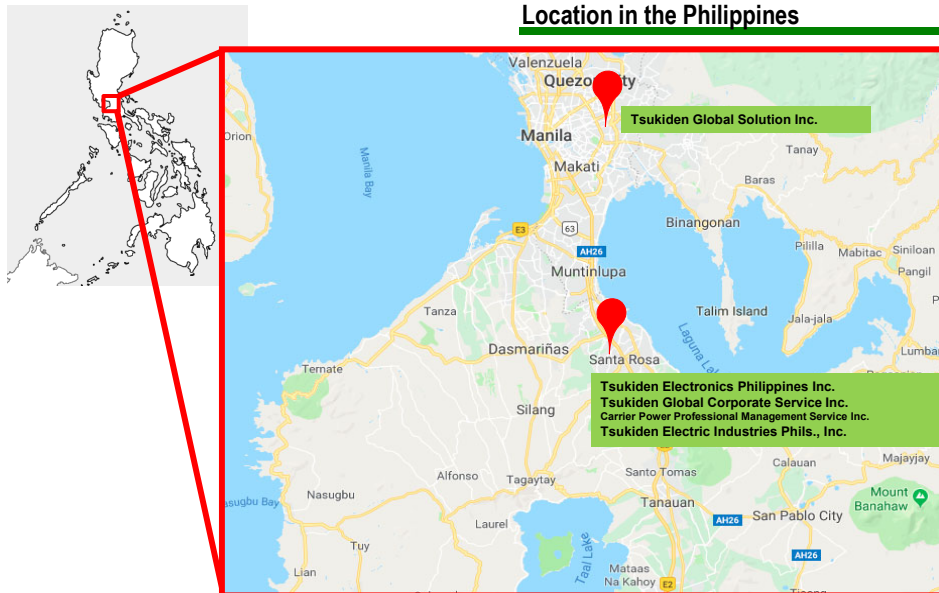 Location in the Philippines
Valenzuela
Quezon City
Tsukiden Global Solution Inc.
Orion
Manila
Manila Bay
Makati
Tanay
Baras
Binangonan
E3
63
AH26
Pililla
Mabitac
Siniloan
Pangil
Muntinlupa
Tanza
Talim Island
Jala-jala
Dasmariñas
Santa Rosa
Laguna
Lumba
Ternate
Tsukiden Electronics Philippines Inc.
Tsukiden Global Corporate Service Inc.
Carrier Power Professional Management Service Inc.
Tsukiden Electric Industries Phils., Inc.
Silang
Santo Tomas
Calauan
Majayjay
Alfonso
Tagaytay
Nasugbu
asugbu Bay
Tanauan
Mount
Banahaw
Laurel
AH26
San Pablo City
Tuy
Taal Lake
AH26
Lian
Mataas
Na Kahoy
E2